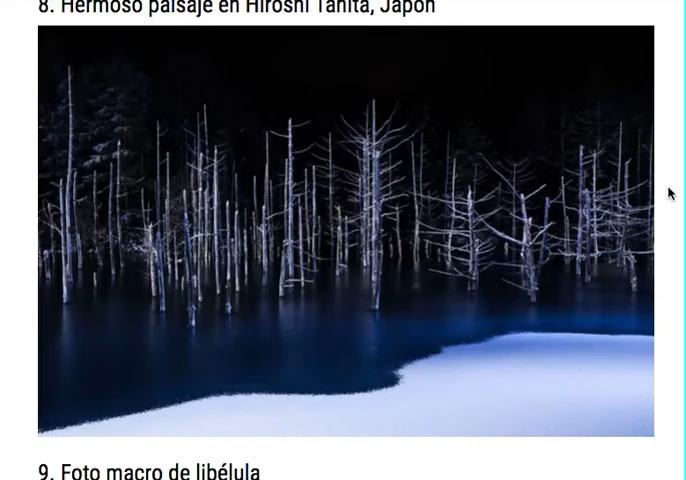 8. Hermoso paisaje en Hiroshi Tanita, Japón
9. Foto macro de libélula